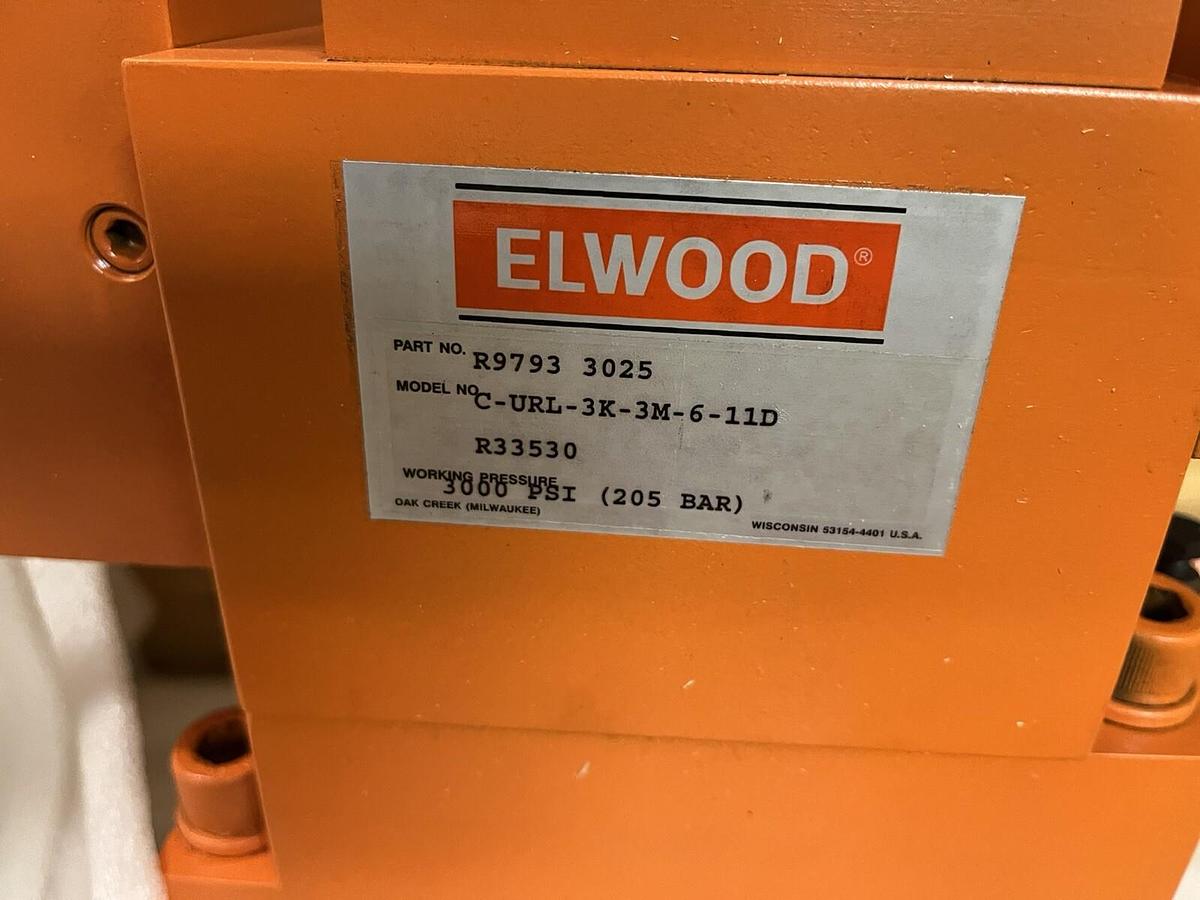 ELWOOD®
PART NO. R9793 3025
MODEL NO. C-URL-3K-3M-6-11D
R33530
WORKING PRESSURE
3000 PSI (205 BAR)
OAK CREEK (MILWAUKEE) WISCONSIN 53154-4401 U.S.A.